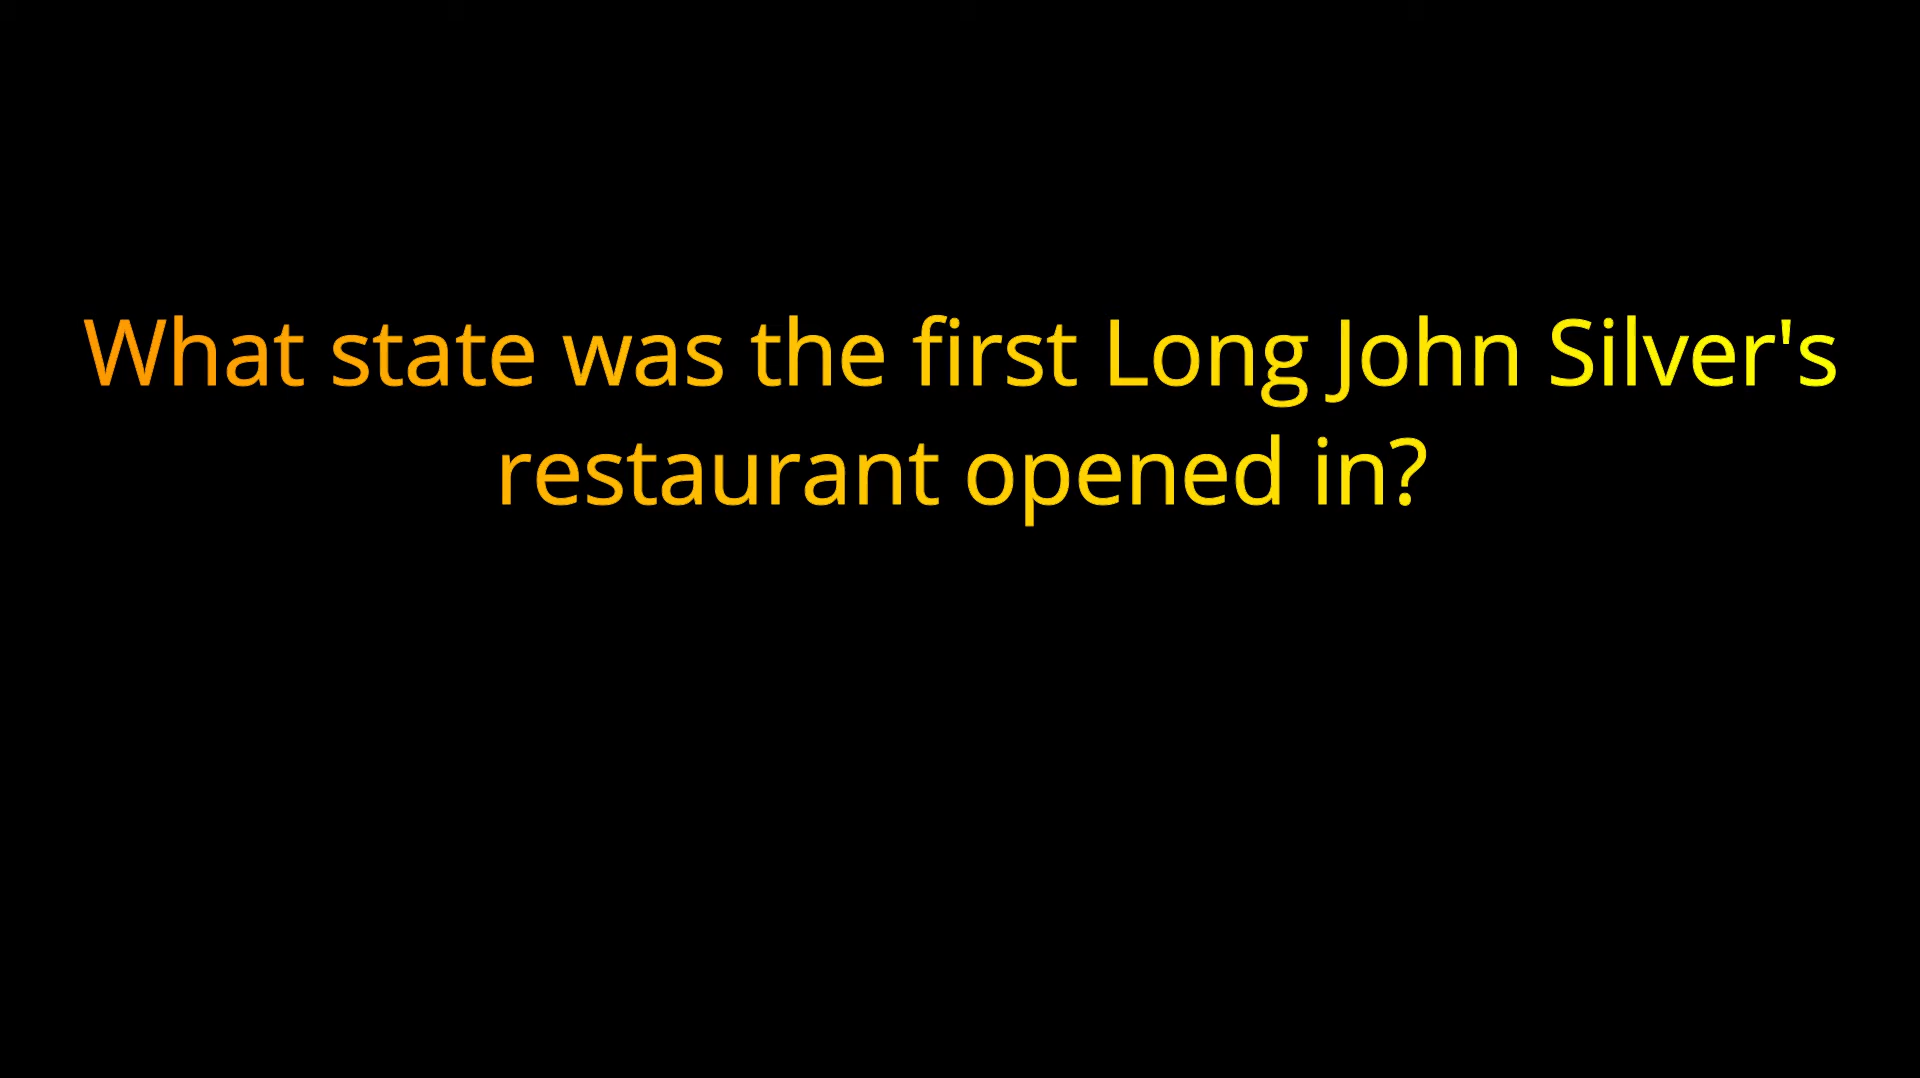 What state was the first Long John Silver's
restaurant opened in?